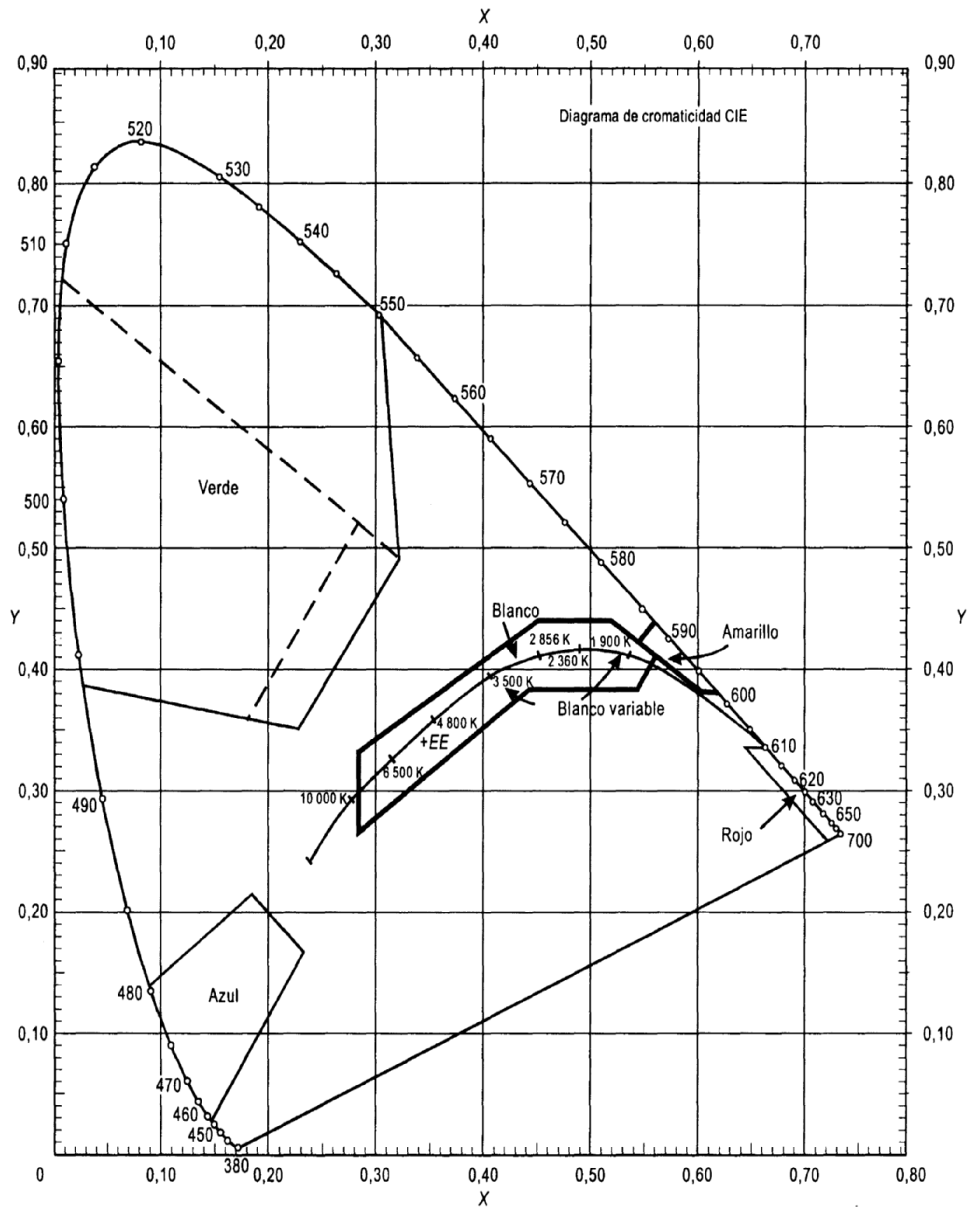 X
0,10 0,20 0,30 0,40 0,50 0,60 0,70
0,90 0,90
Diagrama de cromaticidad CIE
520
530
0,80 0,80
540
510
0,70 550 0,70
560
0,60 0,60
570
Verde
500
0,50 580 0,50
Y Blanco 590 Amarillo Y
2 856 K 1 900 K
0,40 2 360 K 600 0,40
3 500 K
Blanco variable
4 800 K
+EE 610
6 500 K 620
0,30 10 000 K 630 0,30
490 650
Rojo 700
0,20 0,20
480 Azul
0,10 0,10
470
460
450
380
0 0,10 0,20 0,30 0,40 0,50 0,60 0,70 0,80
X